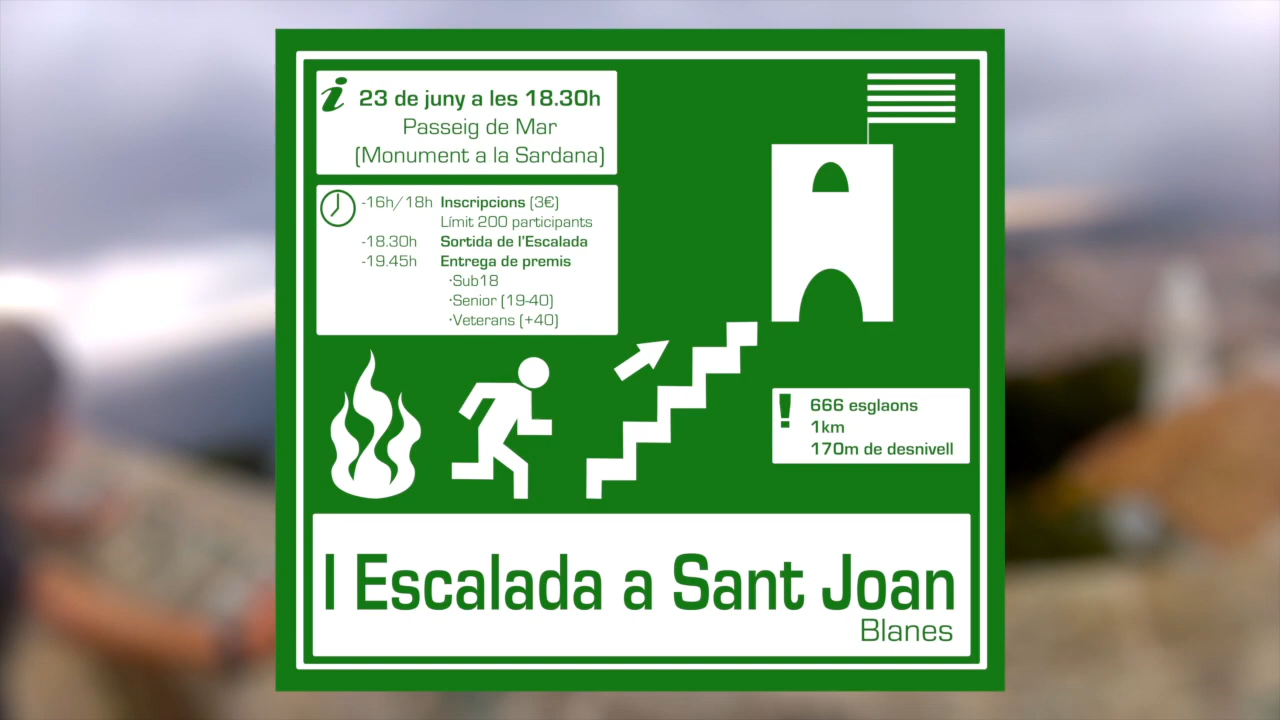 i 23 de juny a les 18.30h
Passeig de Mar
(Monument a la Sardana)
-16h/18h Inscripcions (3€)
Límit 200 participants
-18.30h Sortida de l'Escalada
-19.45h Entrega de premis
·Sub18
·Senior (19-40)
·Veterans (+40)
! 666 esglaons
1km
170m de desnivell
I Escalada a Sant Joan
Blanes